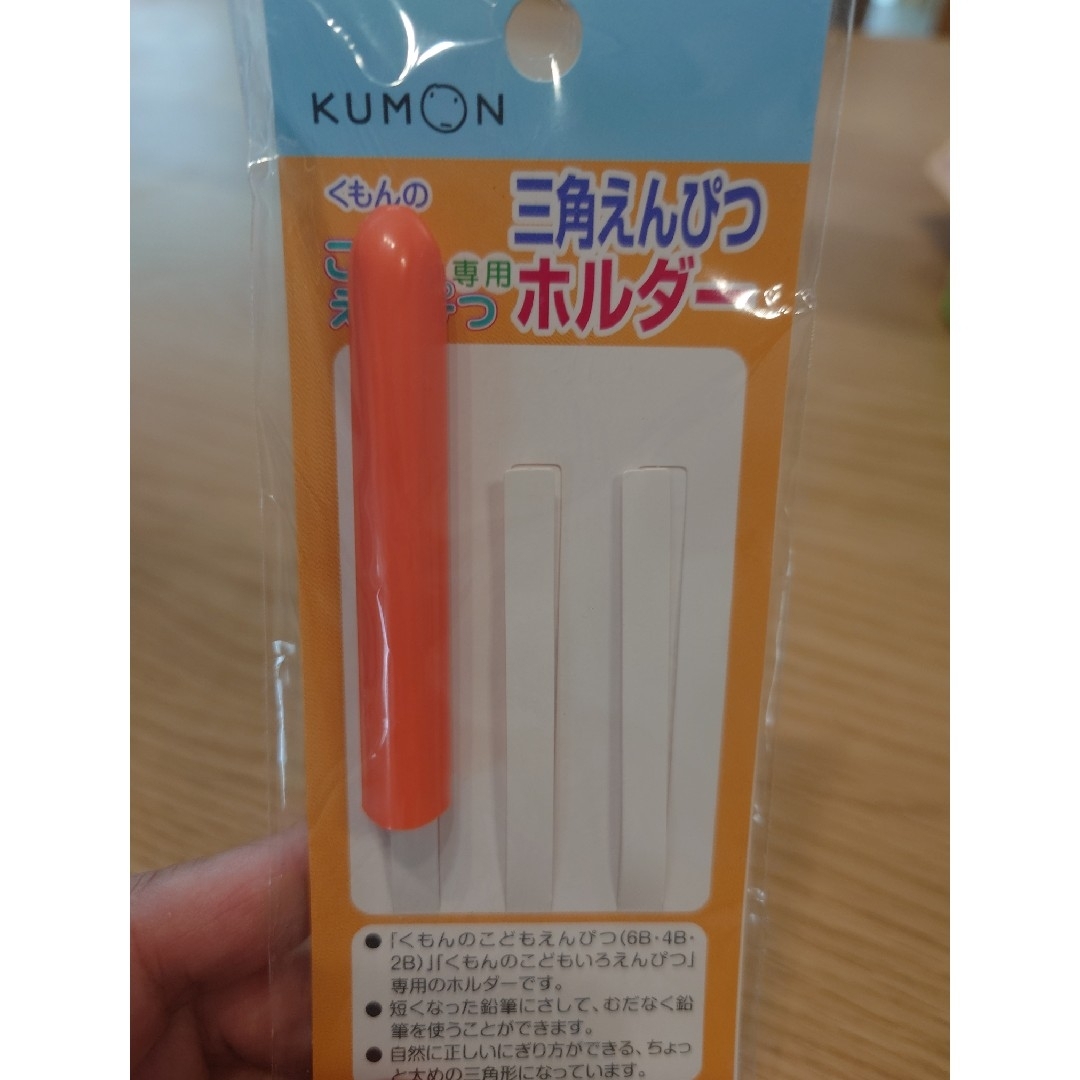 KUMON
くもんの
三角えんぴつ
専用
ホルダー
●「くもんのこどもえんぴつ(6B・4B・
2B)」「くもんのこどもいろえんぴつ」
専用のホルダーです。
●短くなった鉛筆にさして、むだなく鉛
筆を使うことができます。
●自然に正しいにぎり方ができる、ちょっ
と太めの三角形になっています。